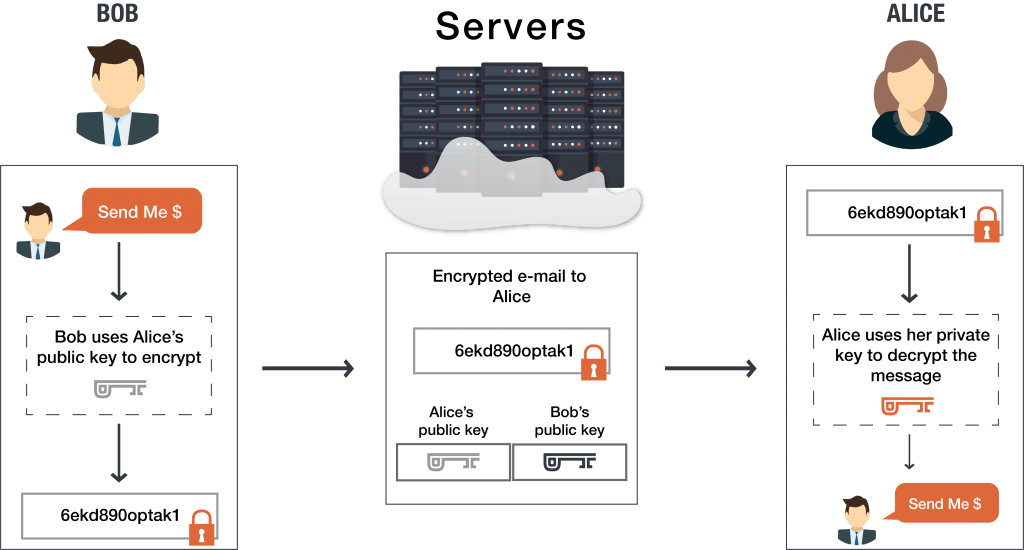 BOB
Servers
ALICE
Send Me $
Bob uses Alice's
public key to encrypt
6ekd890optak1
Encrypted e-mail to
Alice
6ekd890optak1
Alice's
public key
Bob's
public key
6ekd890optak1
Alice uses her private
key to decrypt the
message
Send Me $